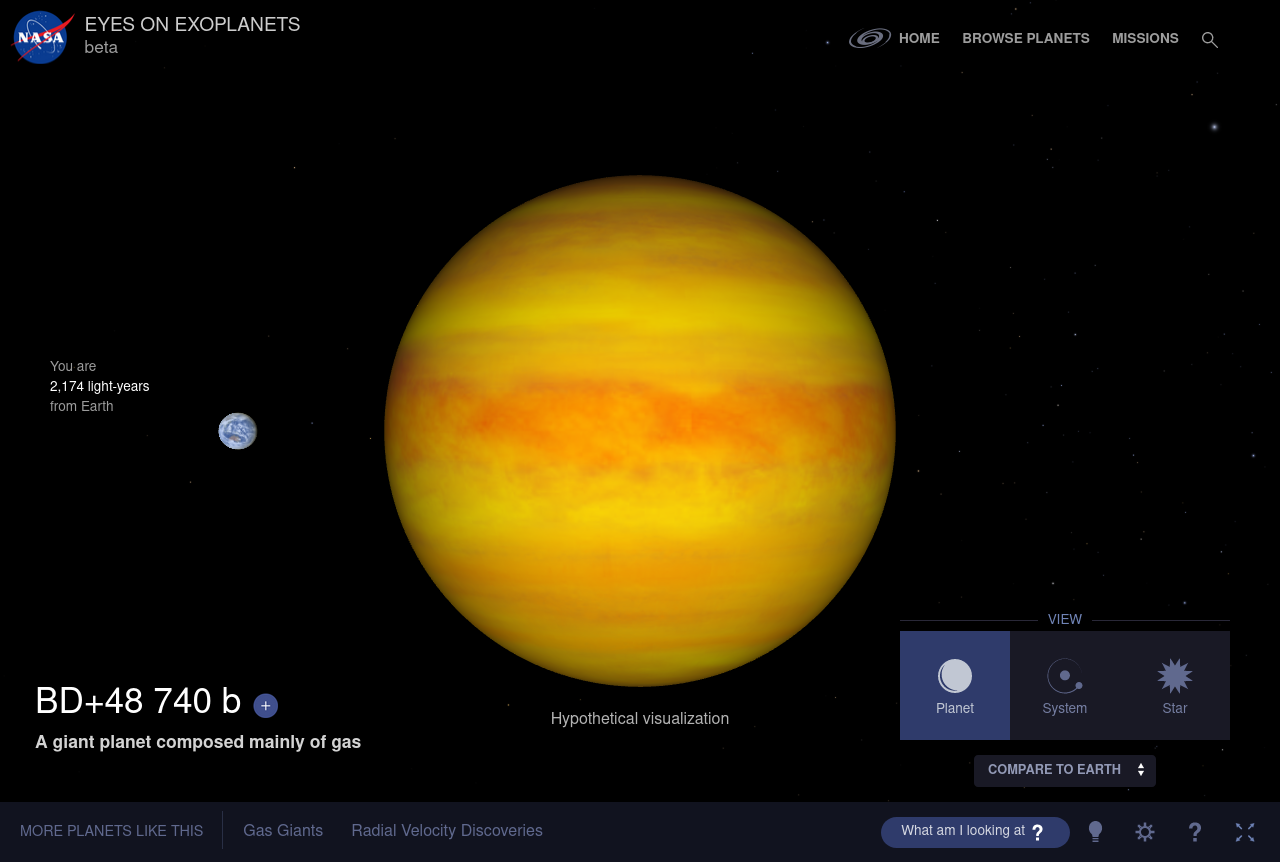 NASA
EYES ON EXOPLANETS
beta
HOME
BROWSE PLANETS
MISSIONS
You are
2,174 light-years
from Earth
BD+48 740 b +
A giant planet composed mainly of gas
Hypothetical visualization
VIEW
Planet
System
Star
COMPARE TO EARTH
MORE PLANETS LIKE THIS
Gas Giants
Radial Velocity Discoveries
What am I looking at ?
?